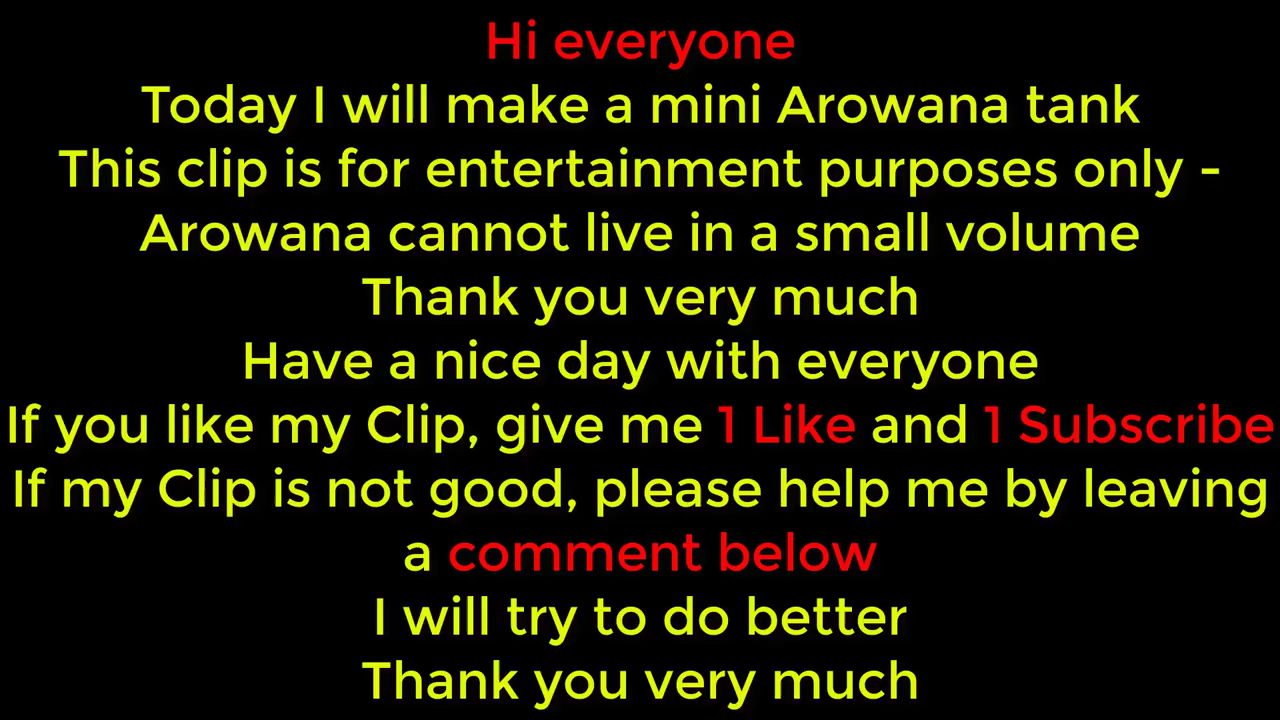 Hi everyone
Today I will make a mini Arowana tank
This clip is for entertainment purposes only -
Arowana cannot live in a small volume
Thank you very much
Have a nice day with everyone
If you like my Clip, give me 1 Like and 1 Subscribe
If my Clip is not good, please help me by leaving
a comment below
I will try to do better
Thank you very much